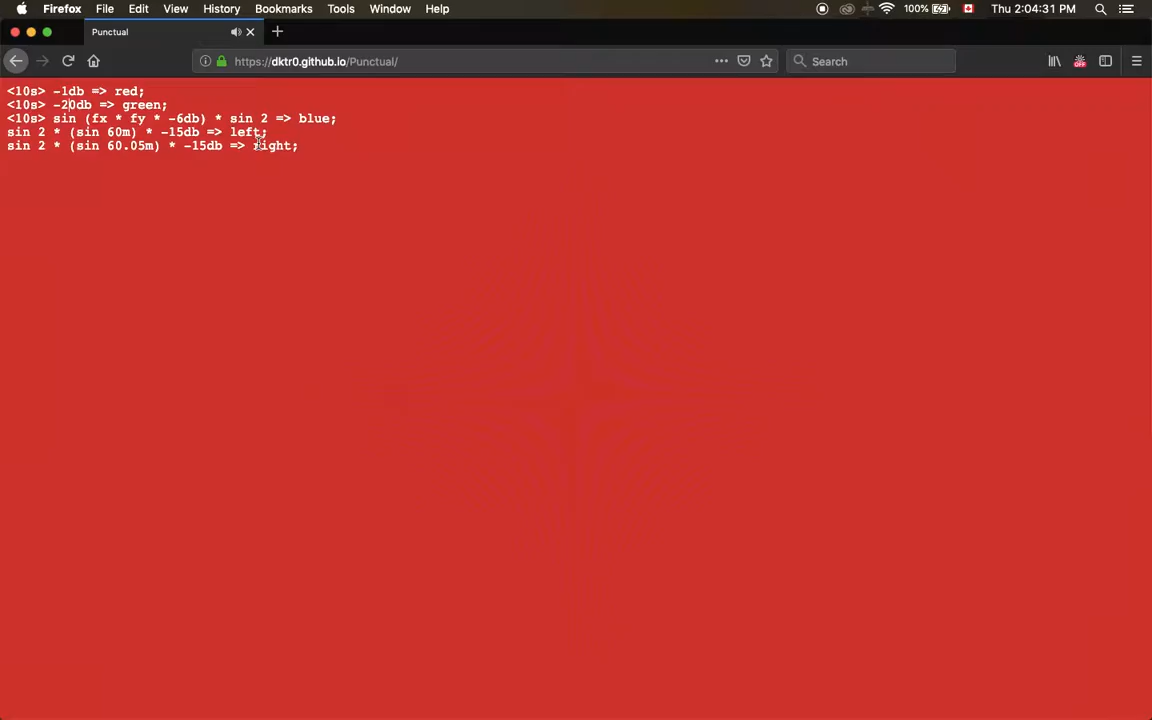 Firefox File Edit View History Bookmarks Tools Window Help 100% Thu 2:04:31 PM
Punctual
https://dktr0.github.io/Punctual/ Search OFF
<10s> -1db => red;
<10s> -20db => green;
<10s> sin (fx * fy * -6db) * sin 2 => blue;
sin 2 * (sin 60m) * -15db => left;
sin 2 * (sin 60.05m) * -15db => right;